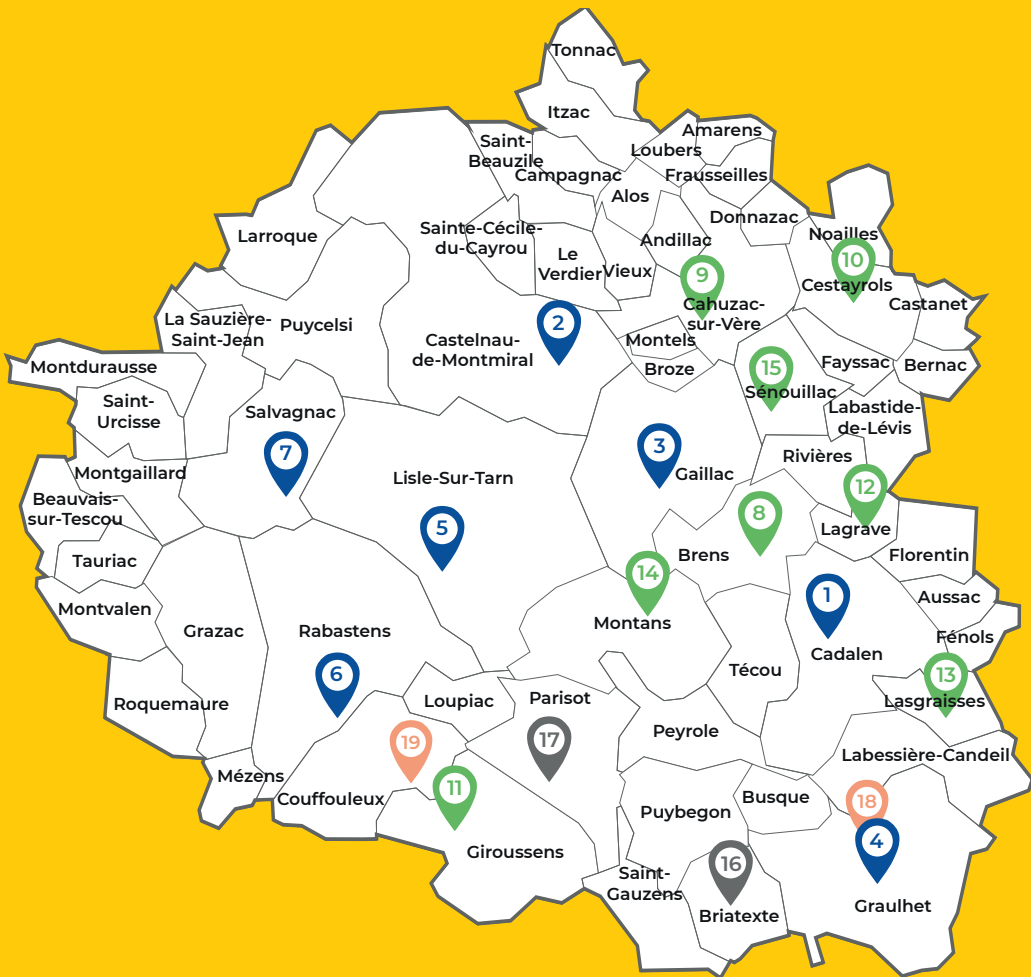 Tonnac
Itzac
Amarens
Saint-
Beauzile
Loubers
Campagnac
Frausseilles
Alos
Donnazac
Sainte-Cécile-
du-Cayrou
Larroque
Andillac
Noailles
Le
Verdier
Vieux
9
10
Cestayrols
Castanet
La Sauzière-
Saint-Jean
Puycelsi
2
Cahuzac-
sur-Vère
Castelnau-
de-Montmiral
Montels
Broze
Montdurausse
15
Fayssac
Bernac
Sénouillac
Saint-
Urcisse
Salvagnac
Labastide-
de-Lévis
7
3
Rivières
Montgaillard
Lisle-Sur-Tarn
Gaillac
12
Beauvais-
sur-Tescou
5
8
Lagrave
Tauriac
Brens
Florentin
14
Montvalen
1
Aussac
Grazac
Rabastens
Montans
Fénols
Cadalen
6
Técou
13
Roquemaure
Loupiac
Parisot
Lasgraisses
Peyrole
19
17
Labessière-Candeil
Mézens
11
Couffouleux
Busque
18
Puybegon
4
Giroussens
16
Saint-
Gauzens
Briatexte
Graulhet